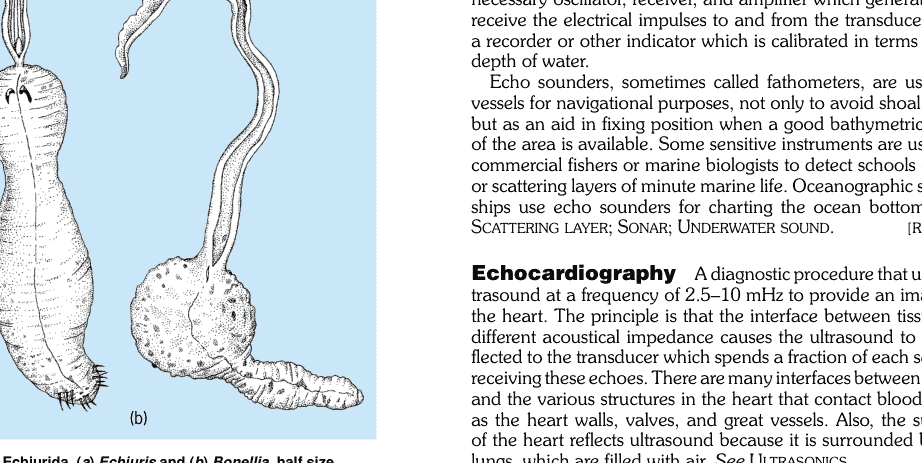 (b)
Echiurida. (a) Echiuris and (b) Bonellia, half size
necessary oscillator, receiver, and amplifier which
receive the electrical impulses to and from the
a recorder or other indicator which is calibrated in terms
depth of water.
Echo sounders, sometimes called fathometers, are
vessels for navigational purposes, not only to avoid
but as an aid in fixing position when a good
of the area is available. Some sensitive instruments are
commercial fishers or marine biologists to detect schools
or scattering layers of minute marine life. Oceanographic
ships use echo sounders for charting the ocean
SCATTERING LAYER; SONAR; UNDERWATER SOUND. [R
Echocardiography A diagnostic procedure that
trasound at a frequency of 2.5–10 mHz to provide an
the heart. The principle is that the interface between
different acoustical impedance causes the ultrasound to
flected to the transducer which spends a fraction of each
receiving these echoes. There are many interfaces between
and the various structures in the heart that contact blood
as the heart walls, valves, and great vessels. Also, the
of the heart reflects ultrasound because it is surrounded
lungs, which are filled with air. See ULTRASONICS.